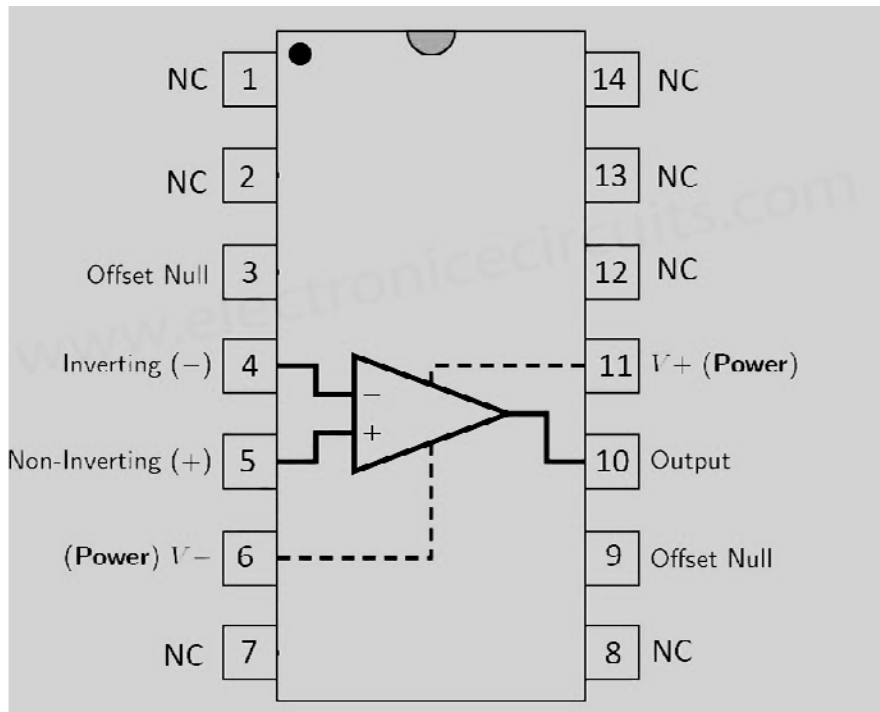 NC 1
14 NC
NC 2
13 NC
Offset Null 3
12 NC
Inverting (−) 4
11 V+ (Power)
Non-Inverting (+) 5
10 Output
(Power) V− 6
9 Offset Null
NC 7
8 NC
−
+
www.electronicecircuits.com